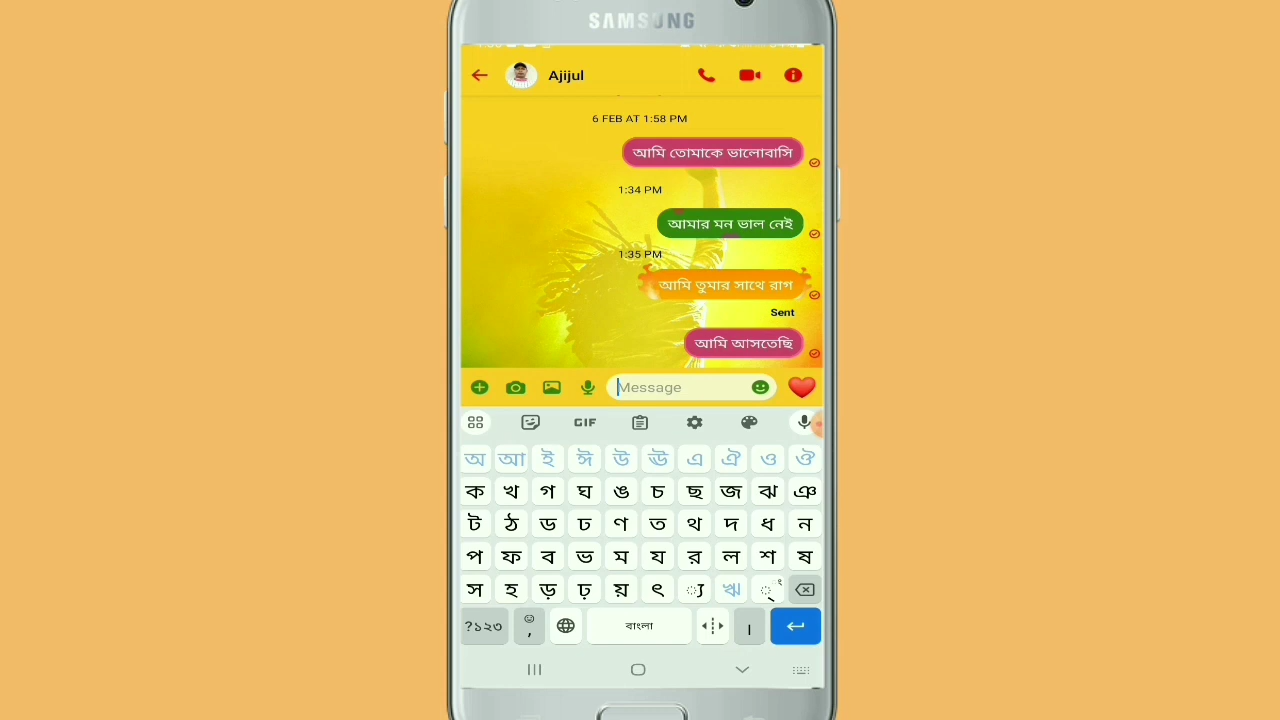 SAMSUNG
Ajijul
6 FEB AT 1:58 PM
আমি তোমাকে ভালোবাসি
1:34 PM
আমার মন ভাল নেই
1:35 PM
আমি তুমার সাথে রাগ
Sent
আমি আসতেছি
Message
GIF
অ আ ই ঈ উ ঊ এ ঐ ও ঔ
ক খ গ ঘ ঙ চ ছ জ ঝ ঞ
ট ঠ ড ঢ ণ ত থ দ ধ ন
প ফ ব ভ ম য র ল শ ষ
স হ ড় ঢ় য় ৎ ্য ঋ ্
?১২৩ , বাংলা ।